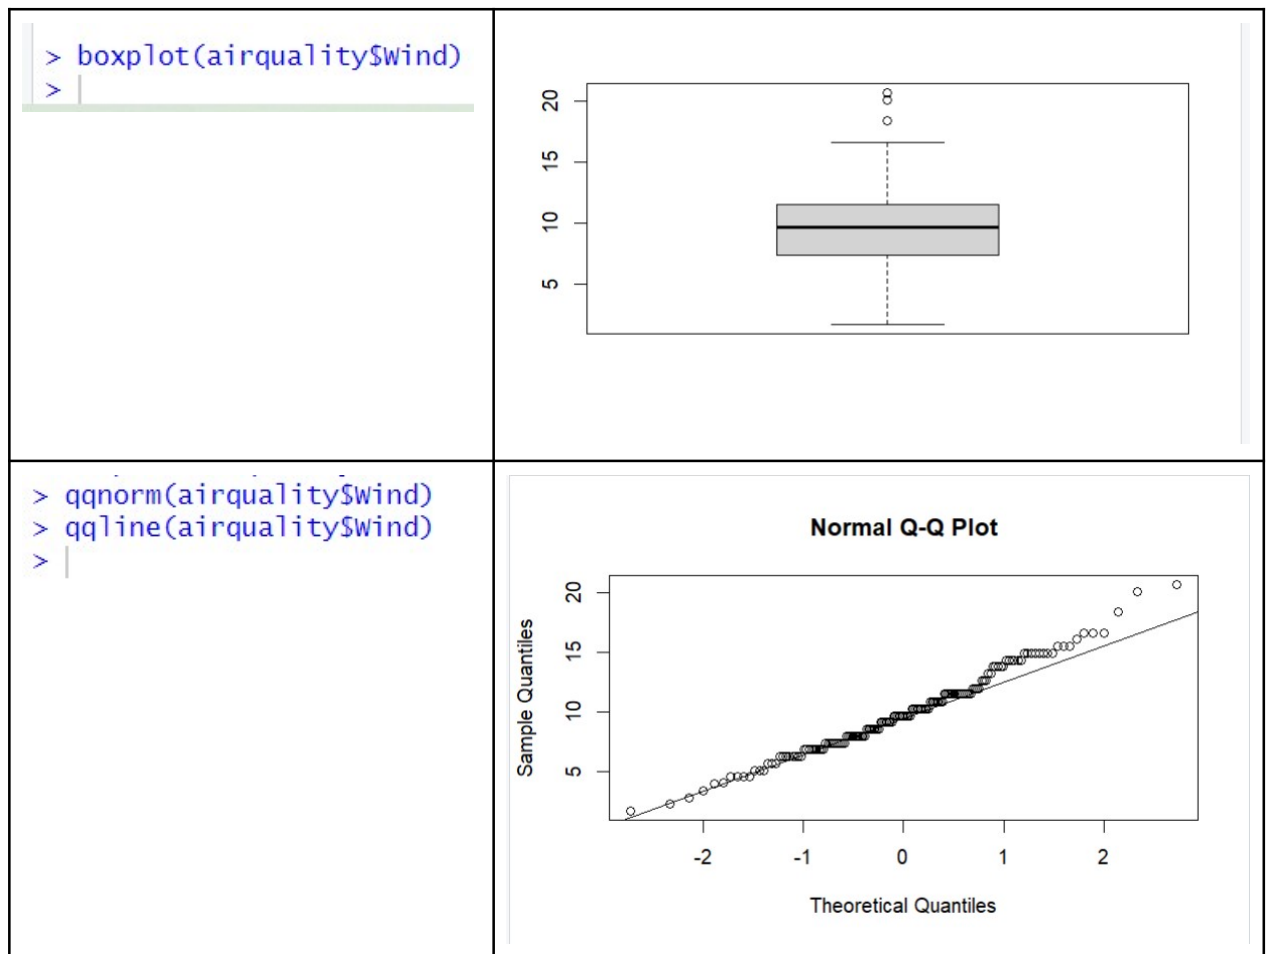 > boxplot(airquality$Wind)
>
20
15
10
5
> qqnorm(airquality$Wind)
> qqline(airquality$Wind)
>
Normal Q-Q Plot
Sample Quantiles
20
15
10
5
-2 -1 0 1 2
Theoretical Quantiles